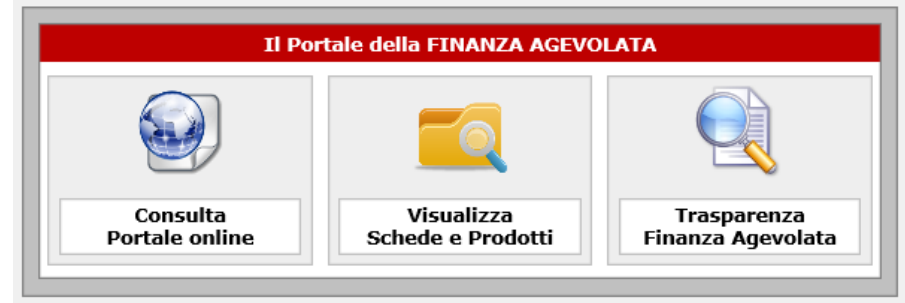 Il Portale della FINANZA AGEVOLATA
Consulta
Portale online
Visualizza
Schede e Prodotti
Trasparenza
Finanza Agevolata